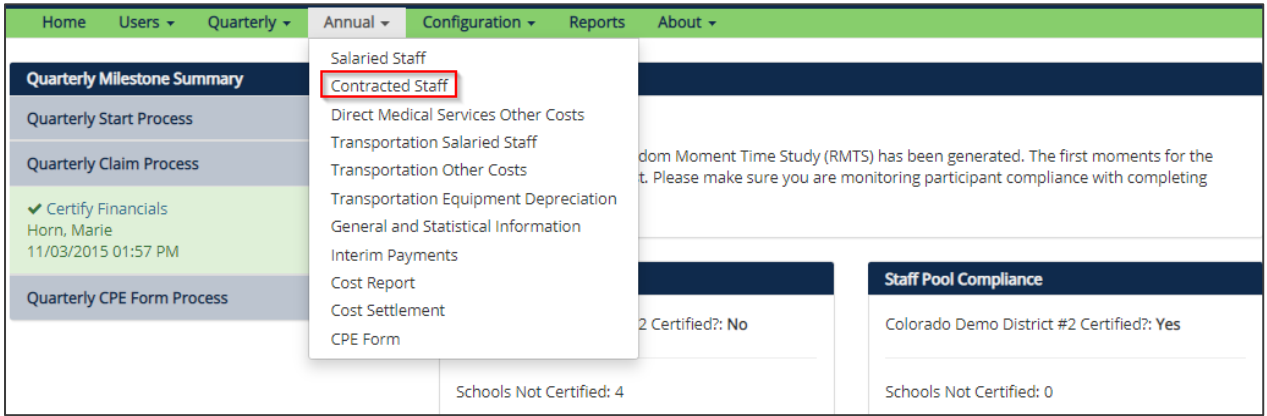 Home Users Quarterly Annual Configuration Reports About
Quarterly Milestone Summary
Quarterly Start Process
Quarterly Claim Process
✔ Certify Financials
Horn, Marie
11/03/2015 01:57 PM
Quarterly CPE Form Process
Salaried Staff
Contracted Staff
Direct Medical Services Other Costs
Transportation Salaried Staff
Transportation Other Costs
Transportation Equipment Depreciation
General and Statistical Information
Interim Payments
Cost Report
Cost Settlement
CPE Form
dom Moment Time Study (RMTS) has been generated. The first moments for the
t. Please make sure you are monitoring participant compliance with completing
2 Certified?: No
Schools Not Certified: 4
Staff Pool Compliance
Colorado Demo District #2 Certified?: Yes
Schools Not Certified: 0